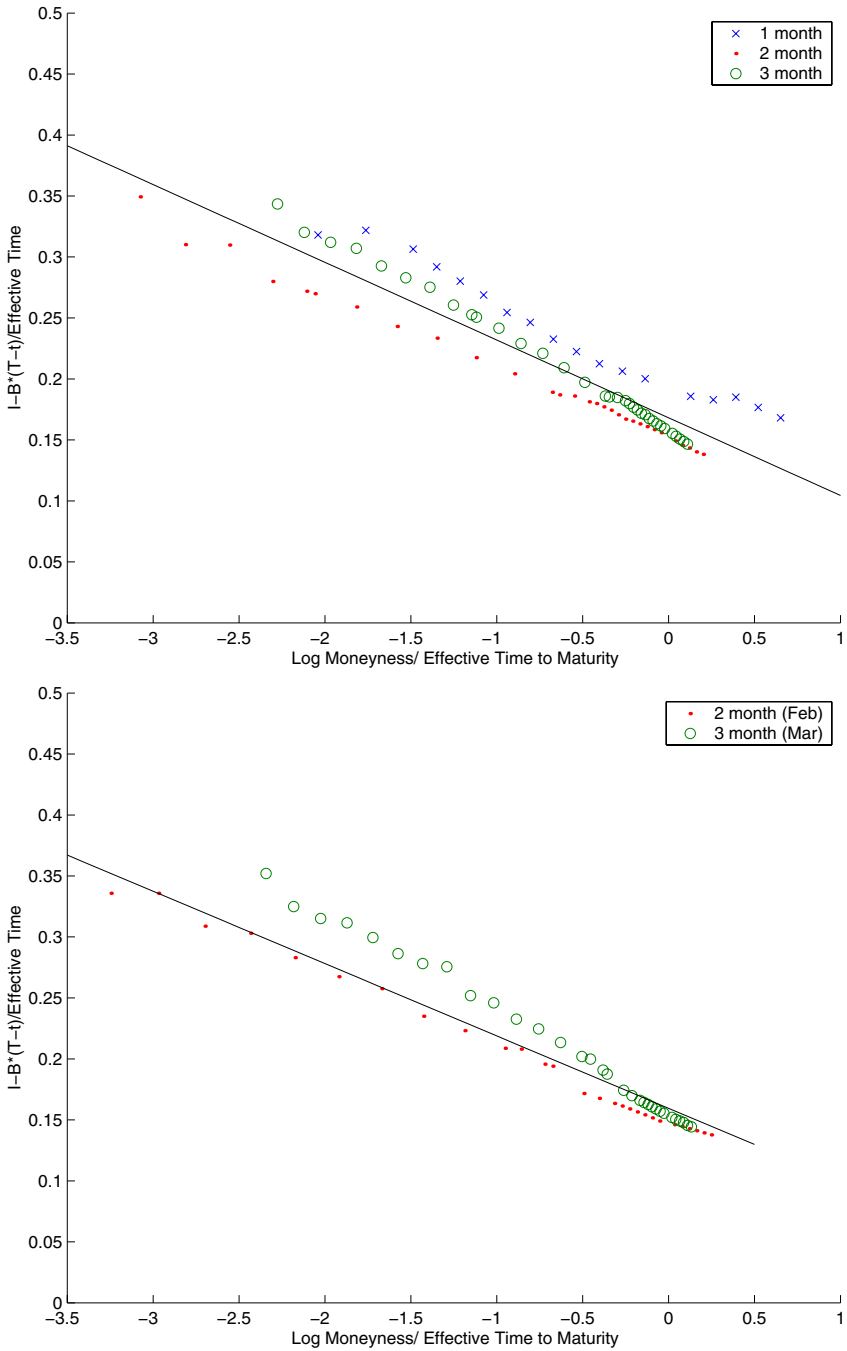 0.5
0.45
0.4
0.35
0.3
0.25
0.2
0.15
0.1
0.05
0
I−B*(T−t)/Effective Time
1 month
2 month
3 month
−3.5 −3 −2.5 −2 −1.5 −1 −0.5 0 0.5 1
Log Moneyness/ Effective Time to Maturity
0.5
0.45
0.4
0.35
0.3
0.25
0.2
0.15
0.1
0.05
0
I−B*(T−t)/Effective Time
2 month (Feb)
3 month (Mar)
−3.5 −3 −2.5 −2 −1.5 −1 −0.5 0 0.5 1
Log Moneyness/ Effective Time to Maturity